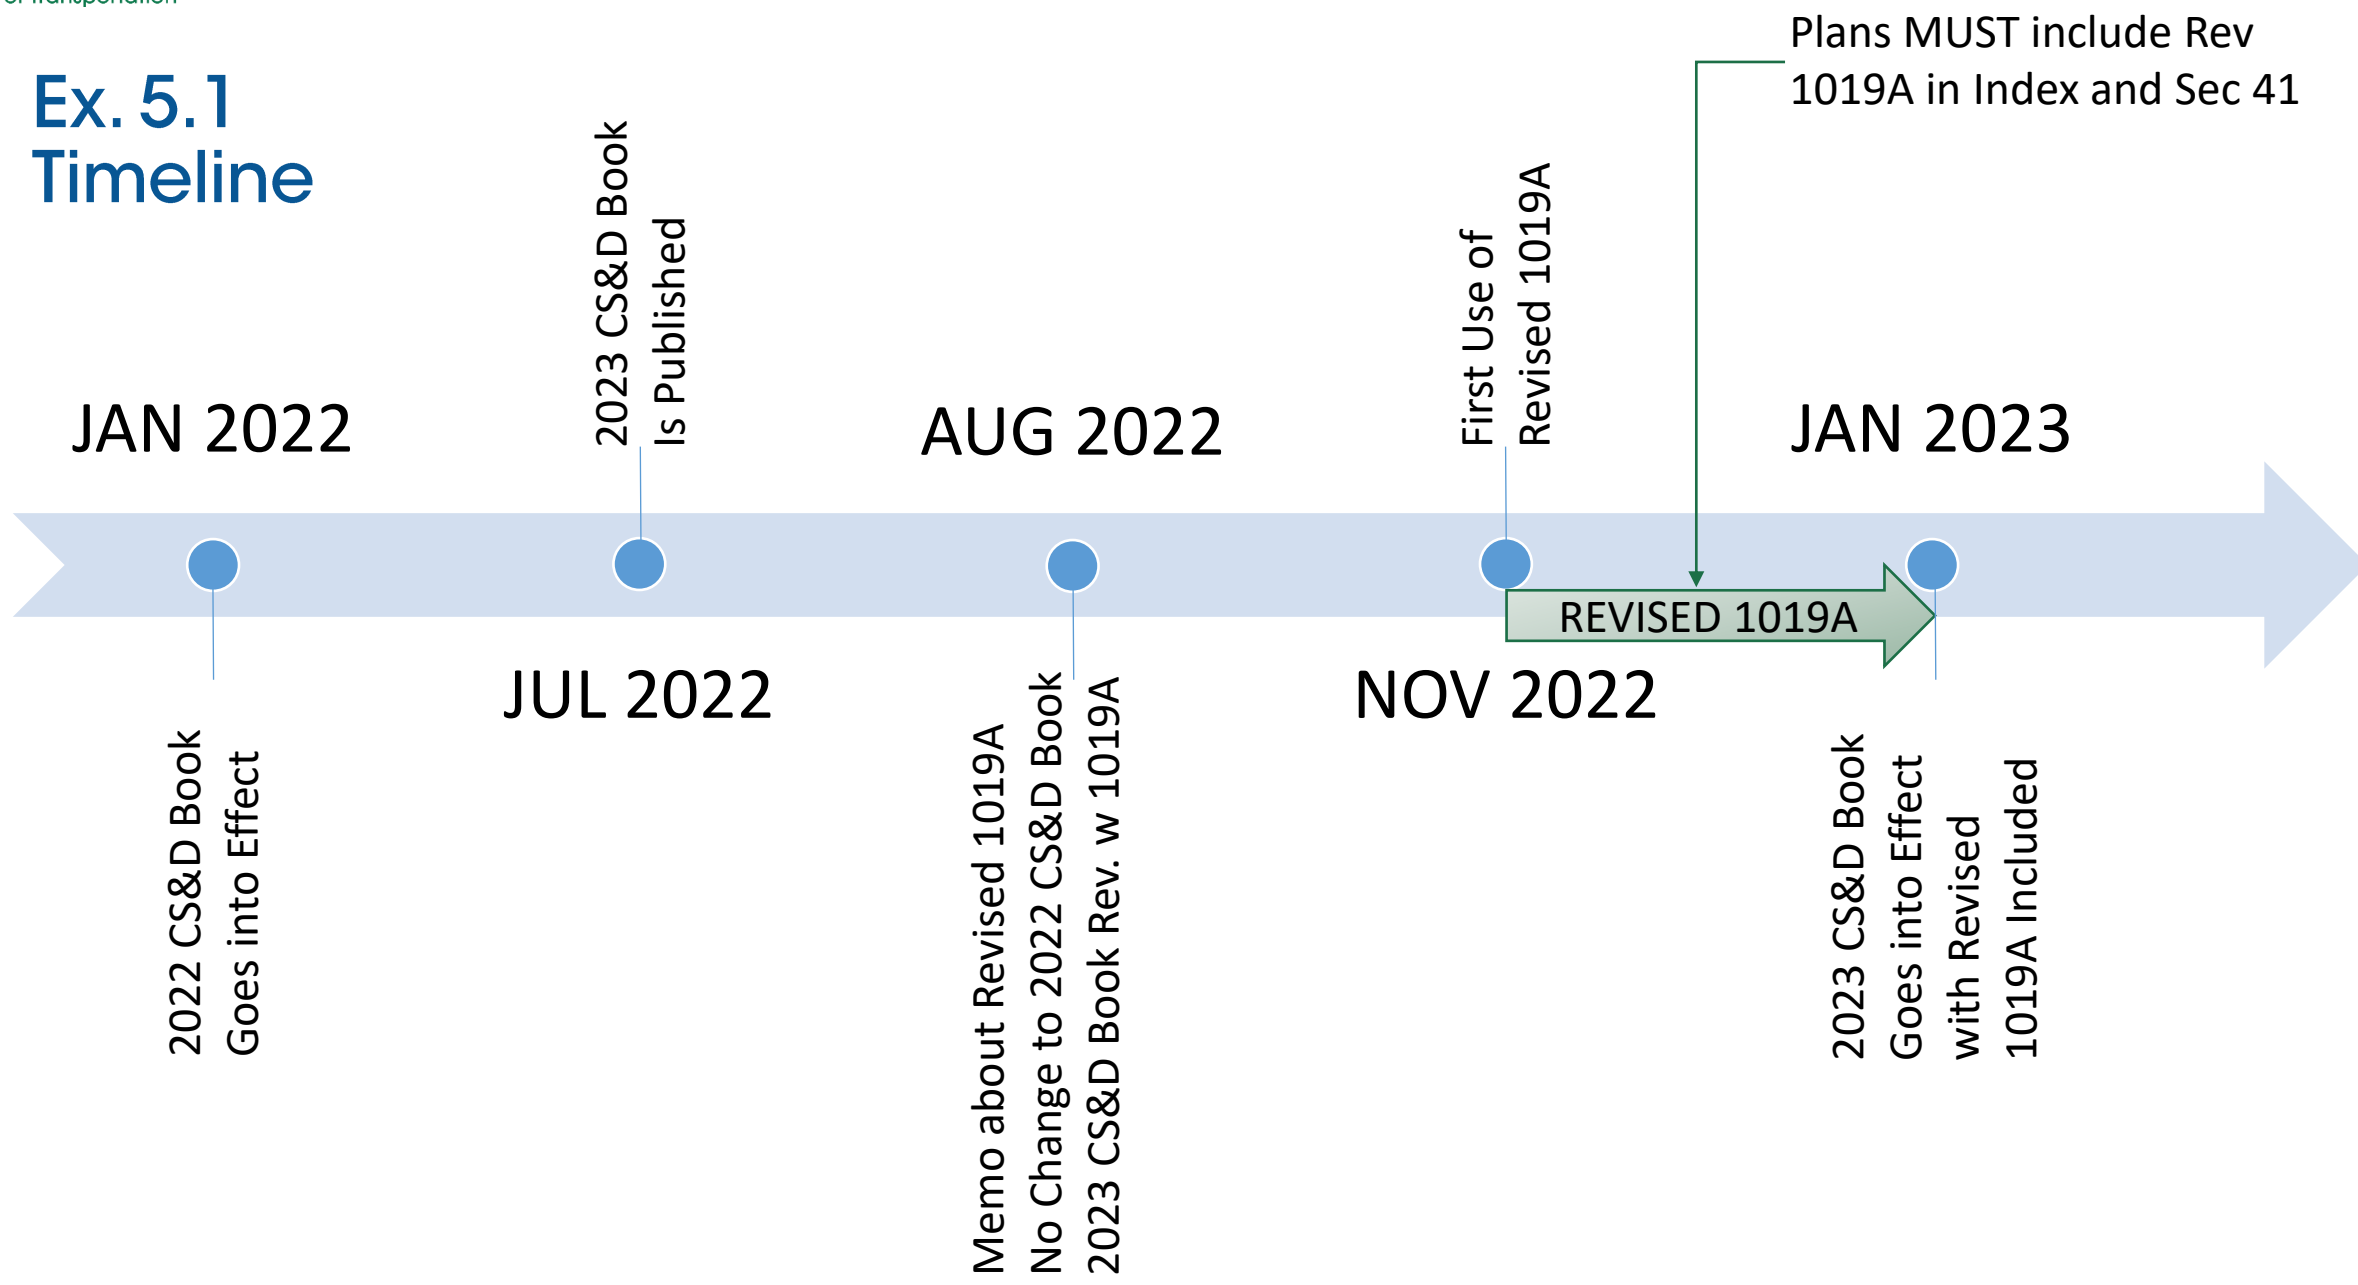 of Transportation
Ex. 5.1
Timeline
Plans MUST include Rev
1019A in Index and Sec 41
JAN 2022
2022 CS&D Book
Goes into Effect
2023 CS&D Book
Is Published
JUL 2022
AUG 2022
Memo about Revised 1019A
No Change to 2022 CS&D Book
2023 CS&D Book Rev. w 1019A
First Use of
Revised 1019A
NOV 2022
REVISED 1019A
JAN 2023
2023 CS&D Book
Goes into Effect
with Revised
1019A Included